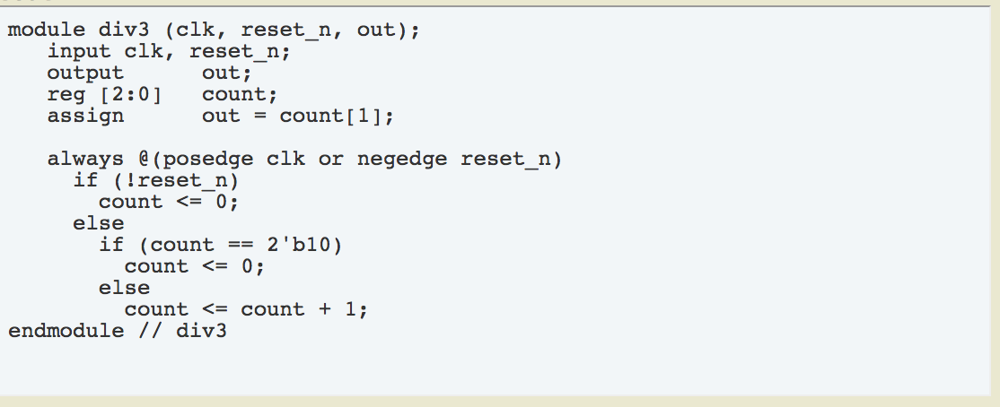 module div3 (clk, reset_n, out);
   input clk, reset_n;
   output      out;
   reg [2:0]   count;
   assign      out = count[1];

   always @(posedge clk or negedge reset_n)
     if (!reset_n)
       count <= 0;
     else
       if (count == 2'b10)
         count <= 0;
       else
         count <= count + 1;
endmodule // div3